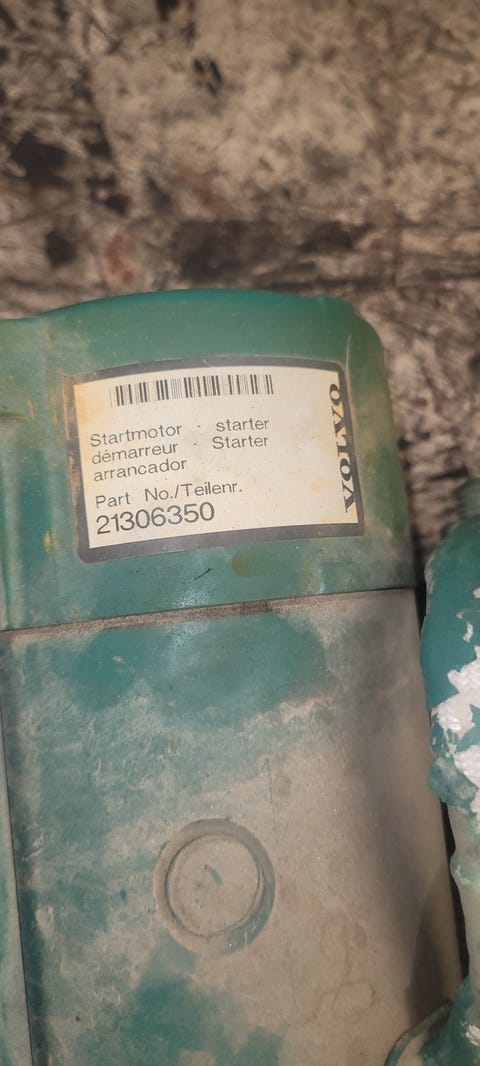 Startmotor · starter
démarreur · Starter
arrancador
Part No./Teilenr.
21306350
VOLVO